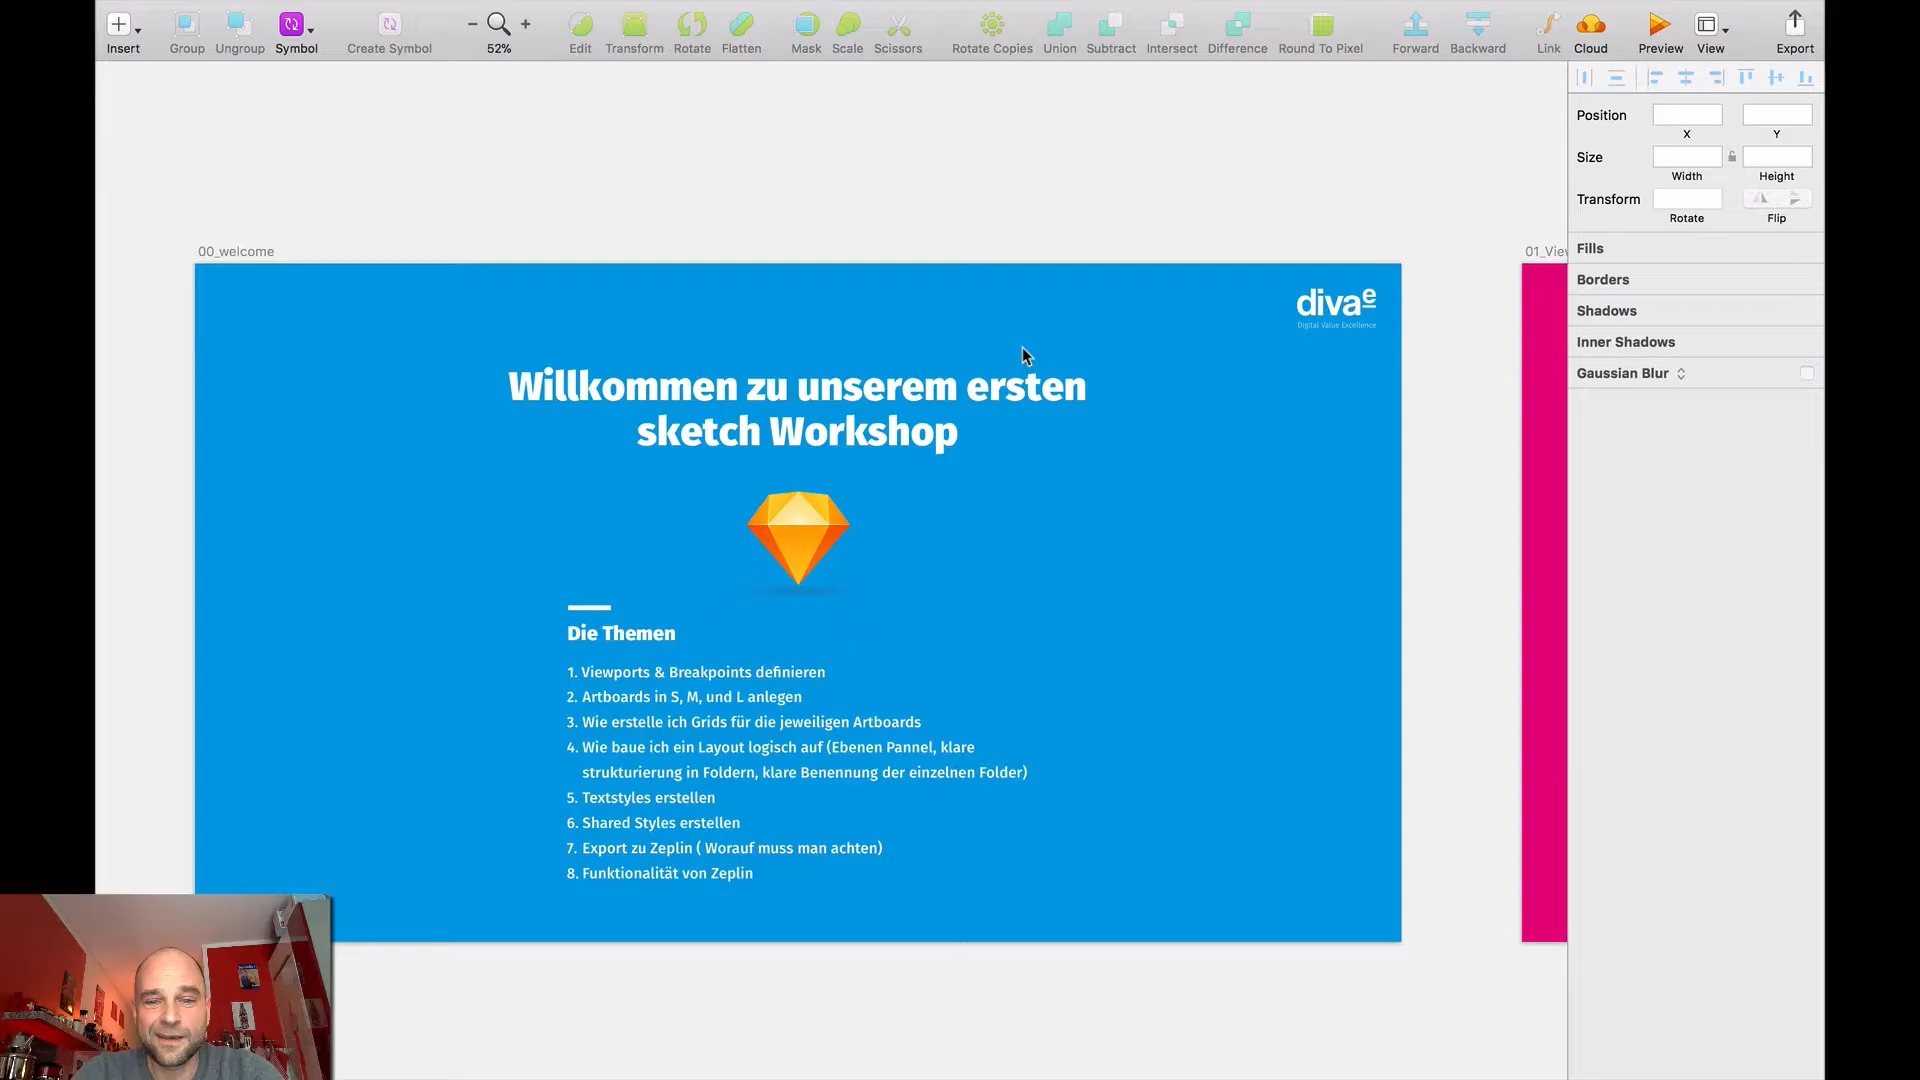 Insert
Group
Ungroup
Symbol
Create Symbol
52%
Edit
Transform
Rotate
Flatten
Mask
Scale
Scissors
Rotate Copies
Union
Subtract
Intersect
Difference
Round To Pixel
Forward
Backward
Link
Cloud
Preview
View
Export
Position
X
Y
Size
Width
Height
Transform
Rotate
Flip
Fills
Borders
Shadows
Inner Shadows
Gaussian Blur
00_welcome
01_View
divae
Digital Value Excellence
Willkommen zu unserem ersten
sketch Workshop
Die Themen
1. Viewports & Breakpoints definieren
2. Artboards in S, M, und L anlegen
3. Wie erstelle ich Grids für die jeweiligen Artboards
4. Wie baue ich ein Layout logisch auf (Ebenen Pannel, klare
strukturierung in Foldern, klare Benennung der einzelnen Folder)
5. Textstyles erstellen
6. Shared Styles erstellen
7. Export zu Zeplin ( Worauf muss man achten)
8. Funktionalität von Zeplin